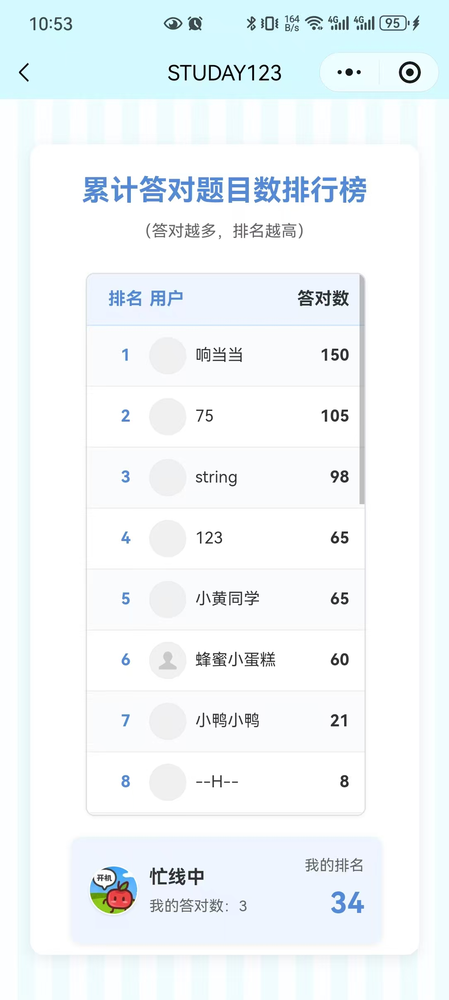 10:53 164 B/s 4G 4G 95
STUDAY123
累计答对题目数排行榜
（答对越多，排名越高）
排名 用户 答对数
1 响当当 150
2 75 105
3 string 98
4 123 65
5 小黄同学 65
6 蜂蜜小蛋糕 60
7 小鸭小鸭 21
8 --H-- 8
开机
忙线中
我的答对数：3
我的排名
34